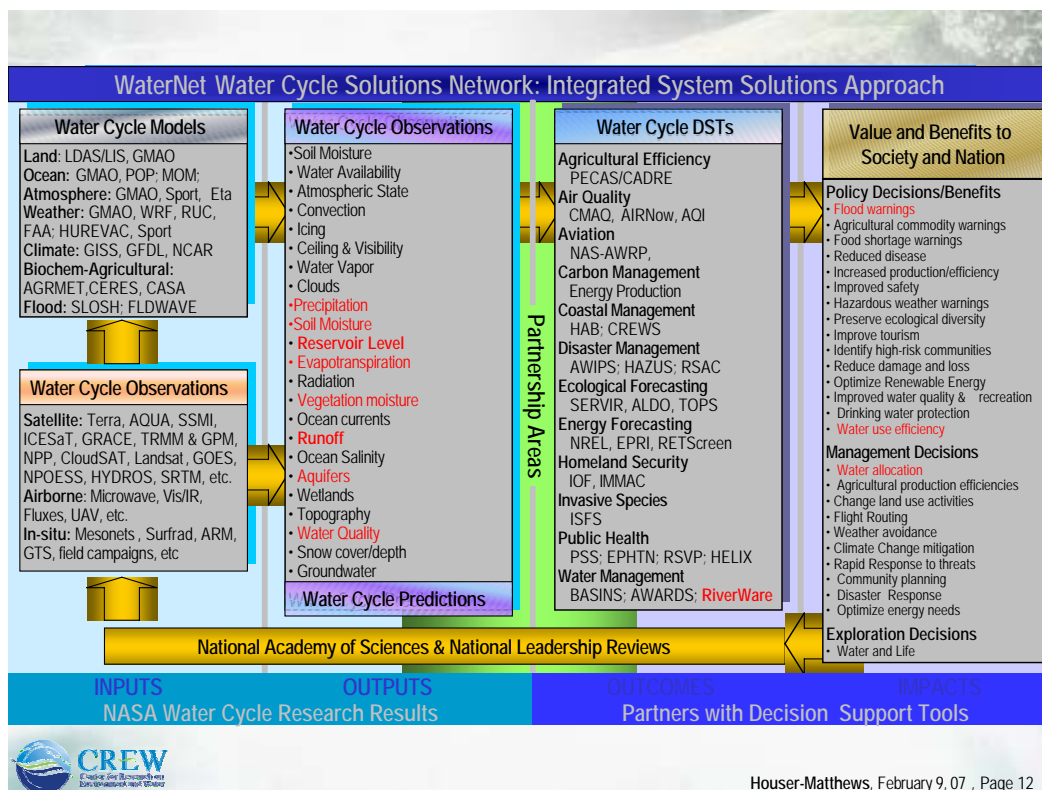 WaterNet Water Cycle Solutions Network: Integrated System Solutions Approach
Water Cycle Models
Land: LDAS/LIS, GMAO
Ocean: GMAO, POP; MOM;
Atmosphere: GMAO, Sport, Eta
Weather: GMAO, WRF, RUC,
FAA; HUREVAC, Sport
Climate: GISS, GFDL, NCAR
Biochem-Agricultural:
AGRMET,CERES, CASA
Flood: SLOSH; FLDWAVE
Water Cycle Observations
Satellite: Terra, AQUA, SSMI,
ICESaT, GRACE, TRMM & GPM,
NPP, CloudSAT, Landsat, GOES,
NPOESS, HYDROS, SRTM, etc.
Airborne: Microwave, Vis/IR,
Fluxes, UAV, etc.
In-situ: Mesonets , Surfrad, ARM,
GTS, field campaigns, etc
Water Cycle Observations
•Soil Moisture
• Water Availability
• Atmospheric State
• Convection
• Icing
• Ceiling & Visibility
• Water Vapor
• Clouds
•Precipitation
•Soil Moisture
• Reservoir Level
• Evapotranspiration
• Radiation
• Vegetation moisture
• Ocean currents
• Runoff
• Ocean Salinity
• Aquifers
• Wetlands
• Topography
• Water Quality
• Snow cover/depth
• Groundwater
Water Cycle Predictions
Partnership Areas
Water Cycle DSTs
Agricultural Efficiency
PECAS/CADRE
Air Quality
CMAQ, AIRNow, AQI
Aviation
NAS-AWRP,
Carbon Management
Energy Production
Coastal Management
HAB; CREWS
Disaster Management
AWIPS; HAZUS; RSAC
Ecological Forecasting
SERVIR, ALDO, TOPS
Energy Forecasting
NREL, EPRI, RETScreen
Homeland Security
IOF, IMMAC
Invasive Species
ISFS
Public Health
PSS; EPHTN; RSVP; HELIX
Water Management
BASINS; AWARDS; RiverWare
Value and Benefits to
Society and Nation
Policy Decisions/Benefits
• Flood warnings
• Agricultural commodity warnings
• Food shortage warnings
• Reduced disease
• Increased production/efficiency
• Improved safety
• Hazardous weather warnings
• Preserve ecological diversity
• Improve tourism
• Identify high-risk communities
• Reduce damage and loss
• Optimize Renewable Energy
• Improved water quality & recreation
• Drinking water protection
• Water use efficiency
Management Decisions
• Water allocation
• Agricultural production efficiencies
• Change land use activities
• Flight Routing
• Weather avoidance
• Climate Change mitigation
• Rapid Response to threats
• Community planning
• Disaster Response
• Optimize energy needs
Exploration Decisions
• Water and Life
National Academy of Sciences & National Leadership Reviews
INPUTS OUTPUTS OUTCOMES IMPACTS
NASA Water Cycle Research Results Partners with Decision Support Tools
CREW
Center for Research on
Environment and Water
Houser-Matthews, February 9, 07 , Page 12